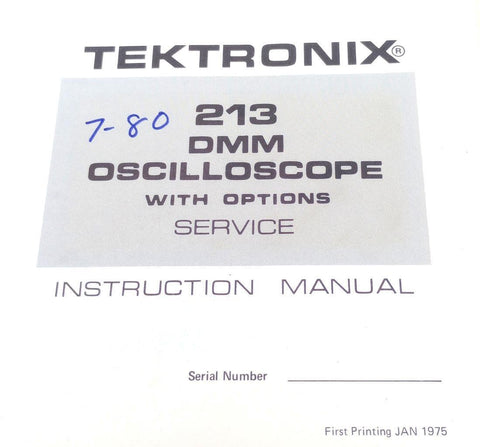 TEKTRONIX®
7-80 213
DMM
OSCILLOSCOPE
WITH OPTIONS
SERVICE
INSTRUCTION MANUAL
Serial Number
First Printing JAN 1975